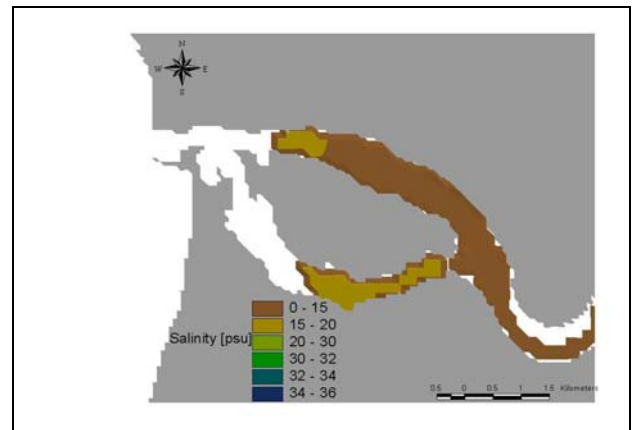 N
W E
S
0 - 15
15 - 20
Salinity [psu] 20 - 30
30 - 32
32 - 34
34 - 36
0.5 0 0.5 1 1.5 Kilometers